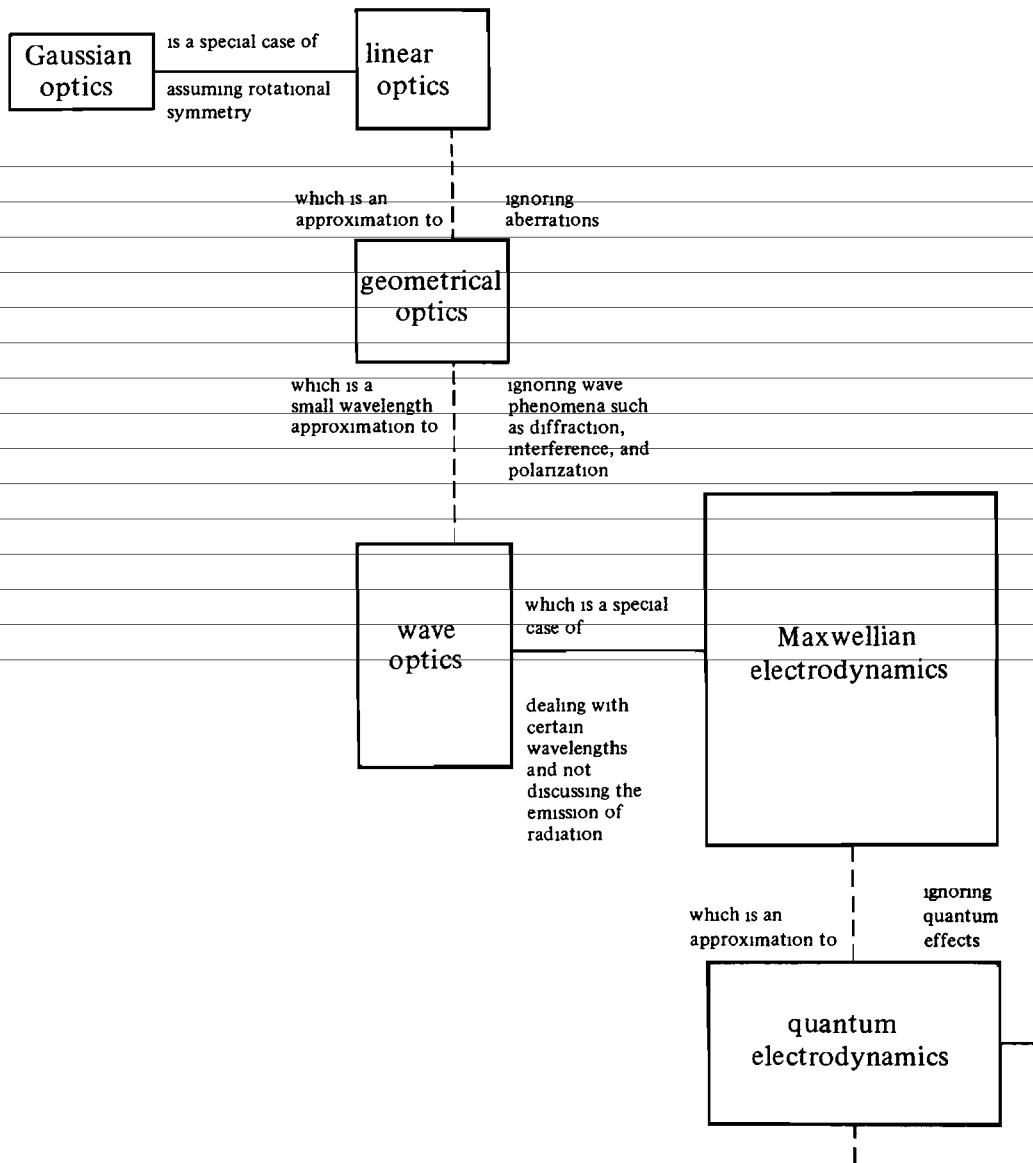 Gaussian
optics
is a special case of
assuming rotational
symmetry
linear
optics
which is an
approximation to
ignoring
aberrations
geometrical
optics
which is a
small wavelength
approximation to
ignoring wave
phenomena such
as diffraction,
interference, and
polarization
wave
optics
which is a special
case of
dealing with
certain
wavelengths
and not
discussing the
emission of
radiation
Maxwellian
electrodynamics
which is an
approximation to
ignoring
quantum
effects
quantum
electrodynamics